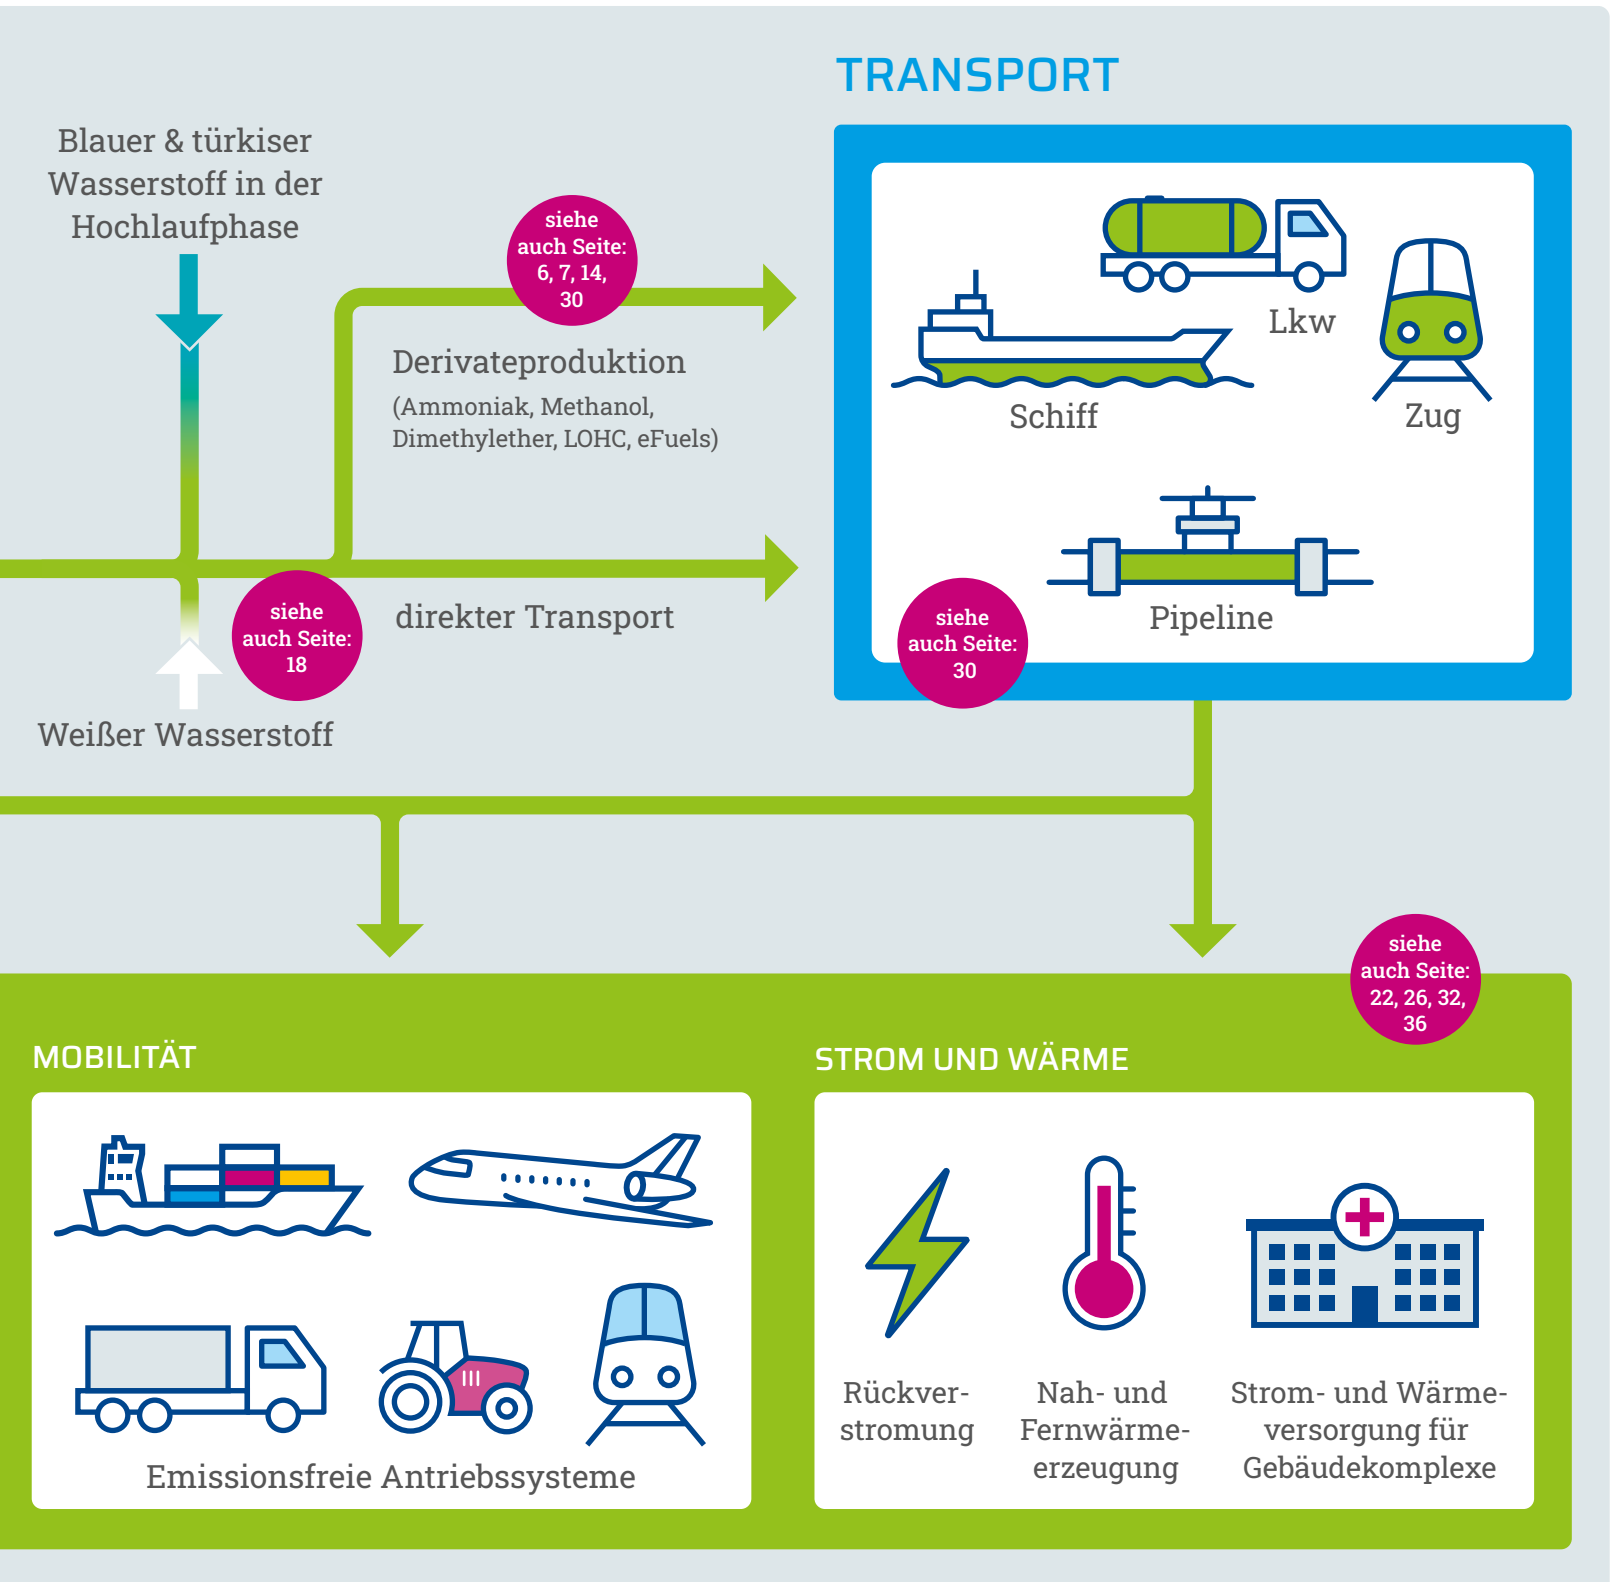 TRANSPORT
Blauer & türkiser
Wasserstoff in der
Hochlaufphase
siehe
auch Seite:
6, 7, 14,
30
Derivateproduktion
(Ammoniak, Methanol,
Dimethylether, LOHC, eFuels)
Lkw
Schiff
Zug
Pipeline
siehe
auch Seite:
18
direkter Transport
siehe
auch Seite:
30
Weißer Wasserstoff
siehe
auch Seite:
22, 26, 32,
36
MOBILITÄT
Emissionsfreie Antriebssysteme
STROM UND WÄRME
Rückver-
stromung
Nah- und
Fernwärme-
erzeugung
Strom- und Wärme-
versorgung für
Gebäudekomplexe